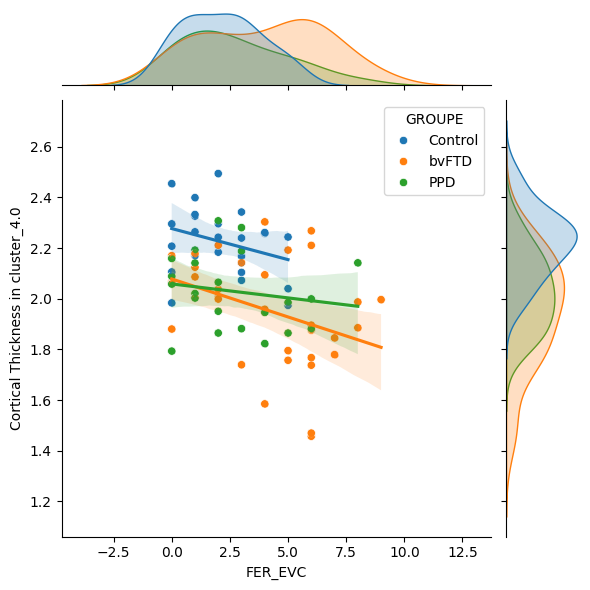 GROUPE
Control
bvFTD
PPD
Cortical Thickness in cluster_4.0
2.6
2.4
2.2
2.0
1.8
1.6
1.4
1.2
−2.5 0.0 2.5 5.0 7.5 10.0 12.5
FER_EVC